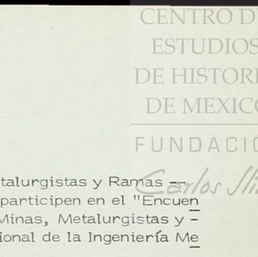 CENTRO D
ESTUDIOS
DE HISTORI
DE MEXICO
FUNDACIÓ
Carlos Sli
talurgistas y Ramas --
participen en el "Encuen
Minas, Metalurgistas y -
ional de la Ingeniería Me